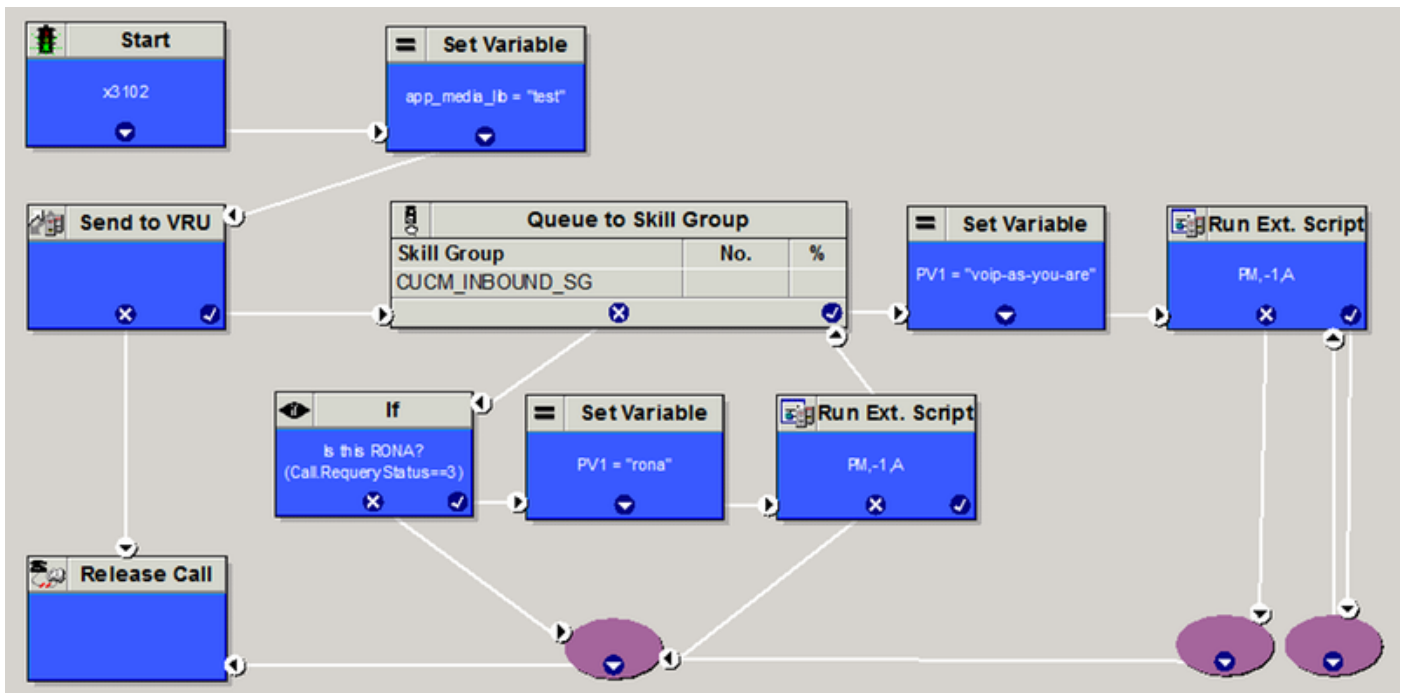 Start
x3102
Set Variable
app_media_lib = "test"
Send to VRU
Queue to Skill Group
Skill Group No. %
CUCM_INBOUND_SG
Set Variable
PV1 = "voip-as-you-are"
Run Ext. Script
PM,-1,A
If
Is this RONA?
(Call.RequeryStatus==3)
Set Variable
PV1 = "rona"
Run Ext. Script
PM,-1,A
Release Call